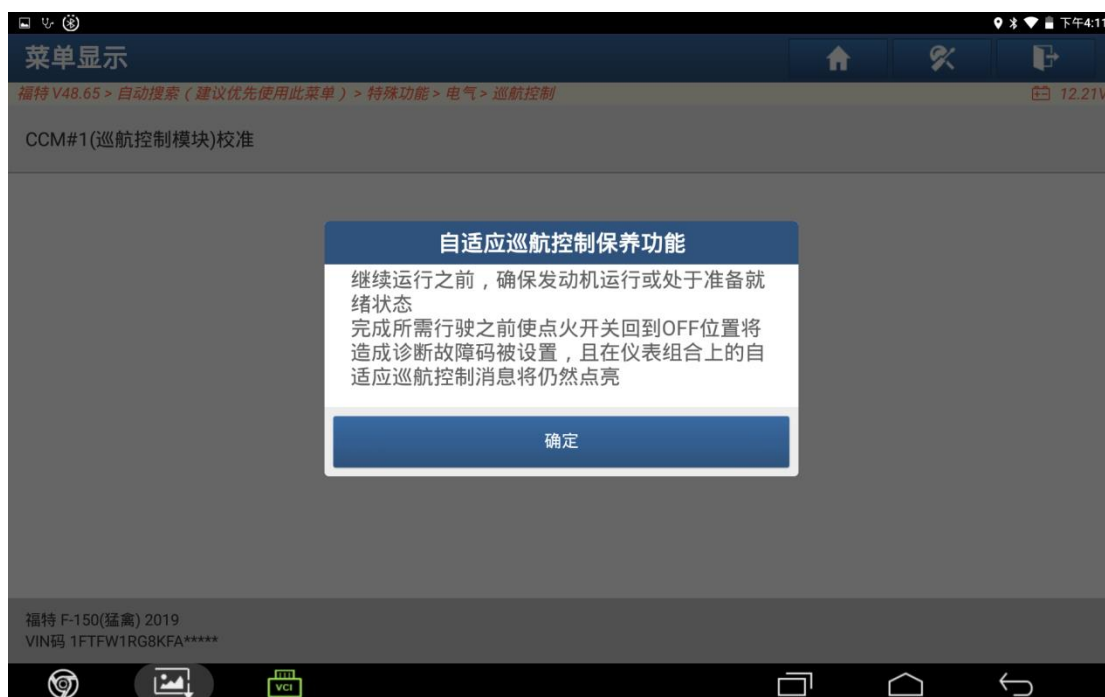 下午4:11
菜单显示
福特 V48.65 > 自动搜索（建议优先使用此菜单）> 特殊功能 > 电气 > 巡航控制
12.21V
CCM#1(巡航控制模块)校准
自适应巡航控制保养功能
继续运行之前，确保发动机运行或处于准备就
绪状态
完成所需行驶之前使点火开关回到OFF位置将
造成诊断故障码被设置，且在仪表组合上的自
适应巡航控制消息将仍然点亮
确定
福特 F-150(猛禽) 2019
VIN码 1FTFW1RG8KFA*****
VCI